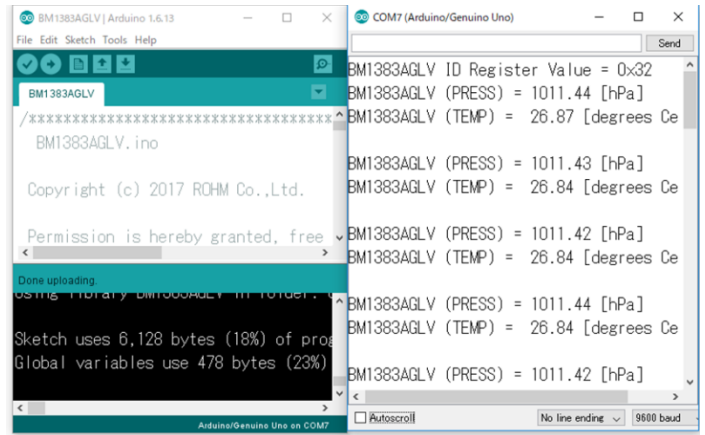 BM1383AGLV | Arduino 1.6.13
File Edit Sketch Tools Help
BM1383AGLV
/***********************************
BM1383AGLV.ino
Copyright (c) 2017 ROHM Co.,Ltd.
Permission is hereby granted, free
Done uploading.
Using library BM1383AGLV in folder:
Sketch uses 6,128 bytes (18%) of prog
Global variables use 478 bytes (23%)
Arduino/Genuino Uno on COM7
COM7 (Arduino/Genuino Uno)
Send
BM1383AGLV ID Register Value = 0x32
BM1383AGLV (PRESS) = 1011.44 [hPa]
BM1383AGLV (TEMP) = 26.87 [degrees Ce
BM1383AGLV (PRESS) = 1011.43 [hPa]
BM1383AGLV (TEMP) = 26.84 [degrees Ce
BM1383AGLV (PRESS) = 1011.42 [hPa]
BM1383AGLV (TEMP) = 26.84 [degrees Ce
BM1383AGLV (PRESS) = 1011.44 [hPa]
BM1383AGLV (TEMP) = 26.84 [degrees Ce
BM1383AGLV (PRESS) = 1011.42 [hPa]
Autoscroll
No line ending
9600 baud